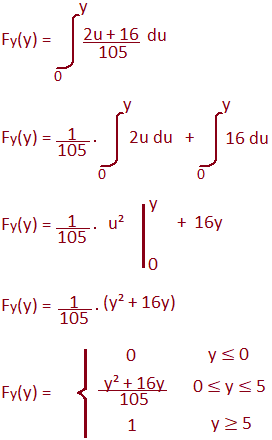 Fy(y) = ∫₀ʸ (2u + 16)/105 du
Fy(y) = 1/105 . ∫₀ʸ 2u du + ∫₀ʸ 16 du
Fy(y) = 1/105 . u² |₀ʸ + 16y
Fy(y) = 1/105 . (y² + 16y)
Fy(y) = {
0 y ≤ 0
(y² + 16y)/105 0 ≤ y ≤ 5
1 y ≥ 5